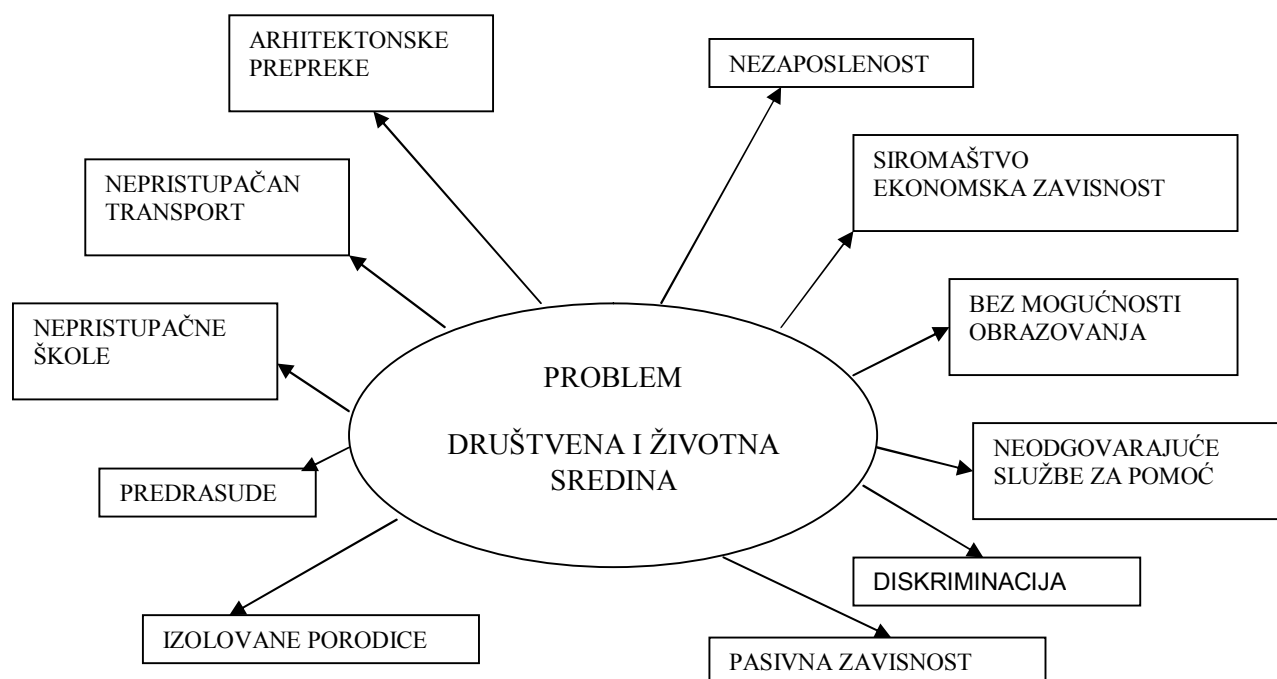 ARHITEKTONSKE
PREPREKE
NEZAPOSLENOST
NEPRISTUPAČAN
TRANSPORT
SIROMAŠTVO
EKONOMSKA ZAVISNOST
NEPRISTUPAČNE
ŠKOLE
BEZ MOGUĆNOSTI
OBRAZOVANJA
PROBLEM
DRUŠTVENA I ŽIVOTNA
SREDINA
PREDRASUDE
NEODGOVARAJUĆE
SLUŽBE ZA POMOĆ
DISKRIMINACIJA
IZOLOVANE PORODICE
PASIVNA ZAVISNOST